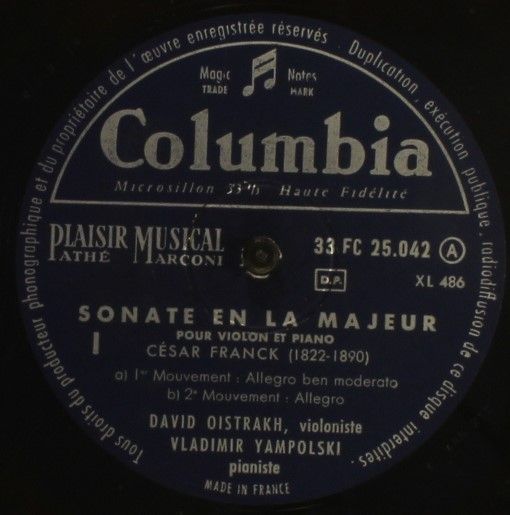 Tous droits du producteur phonographique et du propriétaire de l'œuvre enregistrée réservés. Duplication, exécution publique, radiodiffusion de ce disque interdites.
Magic Notes
TRADE MARK
Columbia
Microsillon 33 Haute Fidélité
PLAISIR MUSICAL
PATHÉ MARCONI
33 FC 25.042 A
D.P.
XL 486
SONATE EN LA MAJEUR
I
POUR VIOLON ET PIANO
CÉSAR FRANCK (1822-1890)
a) 1er Mouvement : Allegro ben moderato
b) 2e Mouvement : Allegro
DAVID OISTRAKH, violoniste
VLADIMIR YAMPOLSKI
pianiste
MADE IN FRANCE